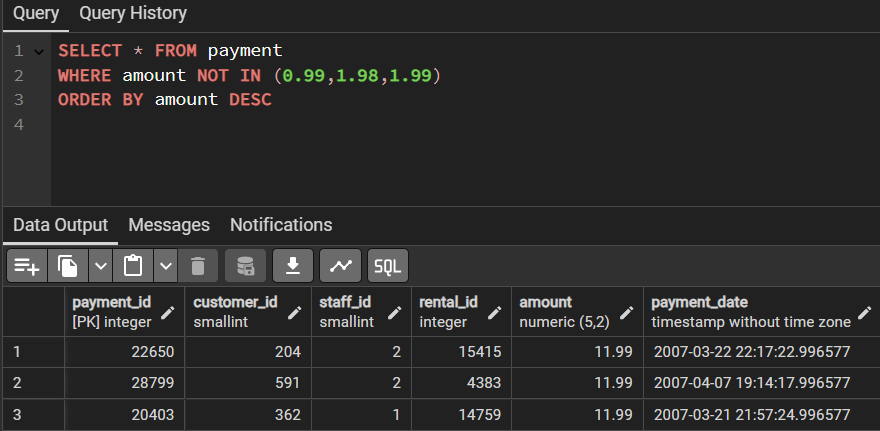 Query Query History
1 SELECT * FROM payment
2 WHERE amount NOT IN (0.99,1.98,1.99)
3 ORDER BY amount DESC
4
Data Output Messages Notifications
SQL
payment_id customer_id staff_id rental_id amount payment_date
[PK] integer smallint smallint integer numeric (5,2) timestamp without time zone
1 22650 204 2 15415 11.99 2007-03-22 22:17:22.996577
2 28799 591 2 4383 11.99 2007-04-07 19:14:17.996577
3 20403 362 1 14759 11.99 2007-03-21 21:57:24.996577